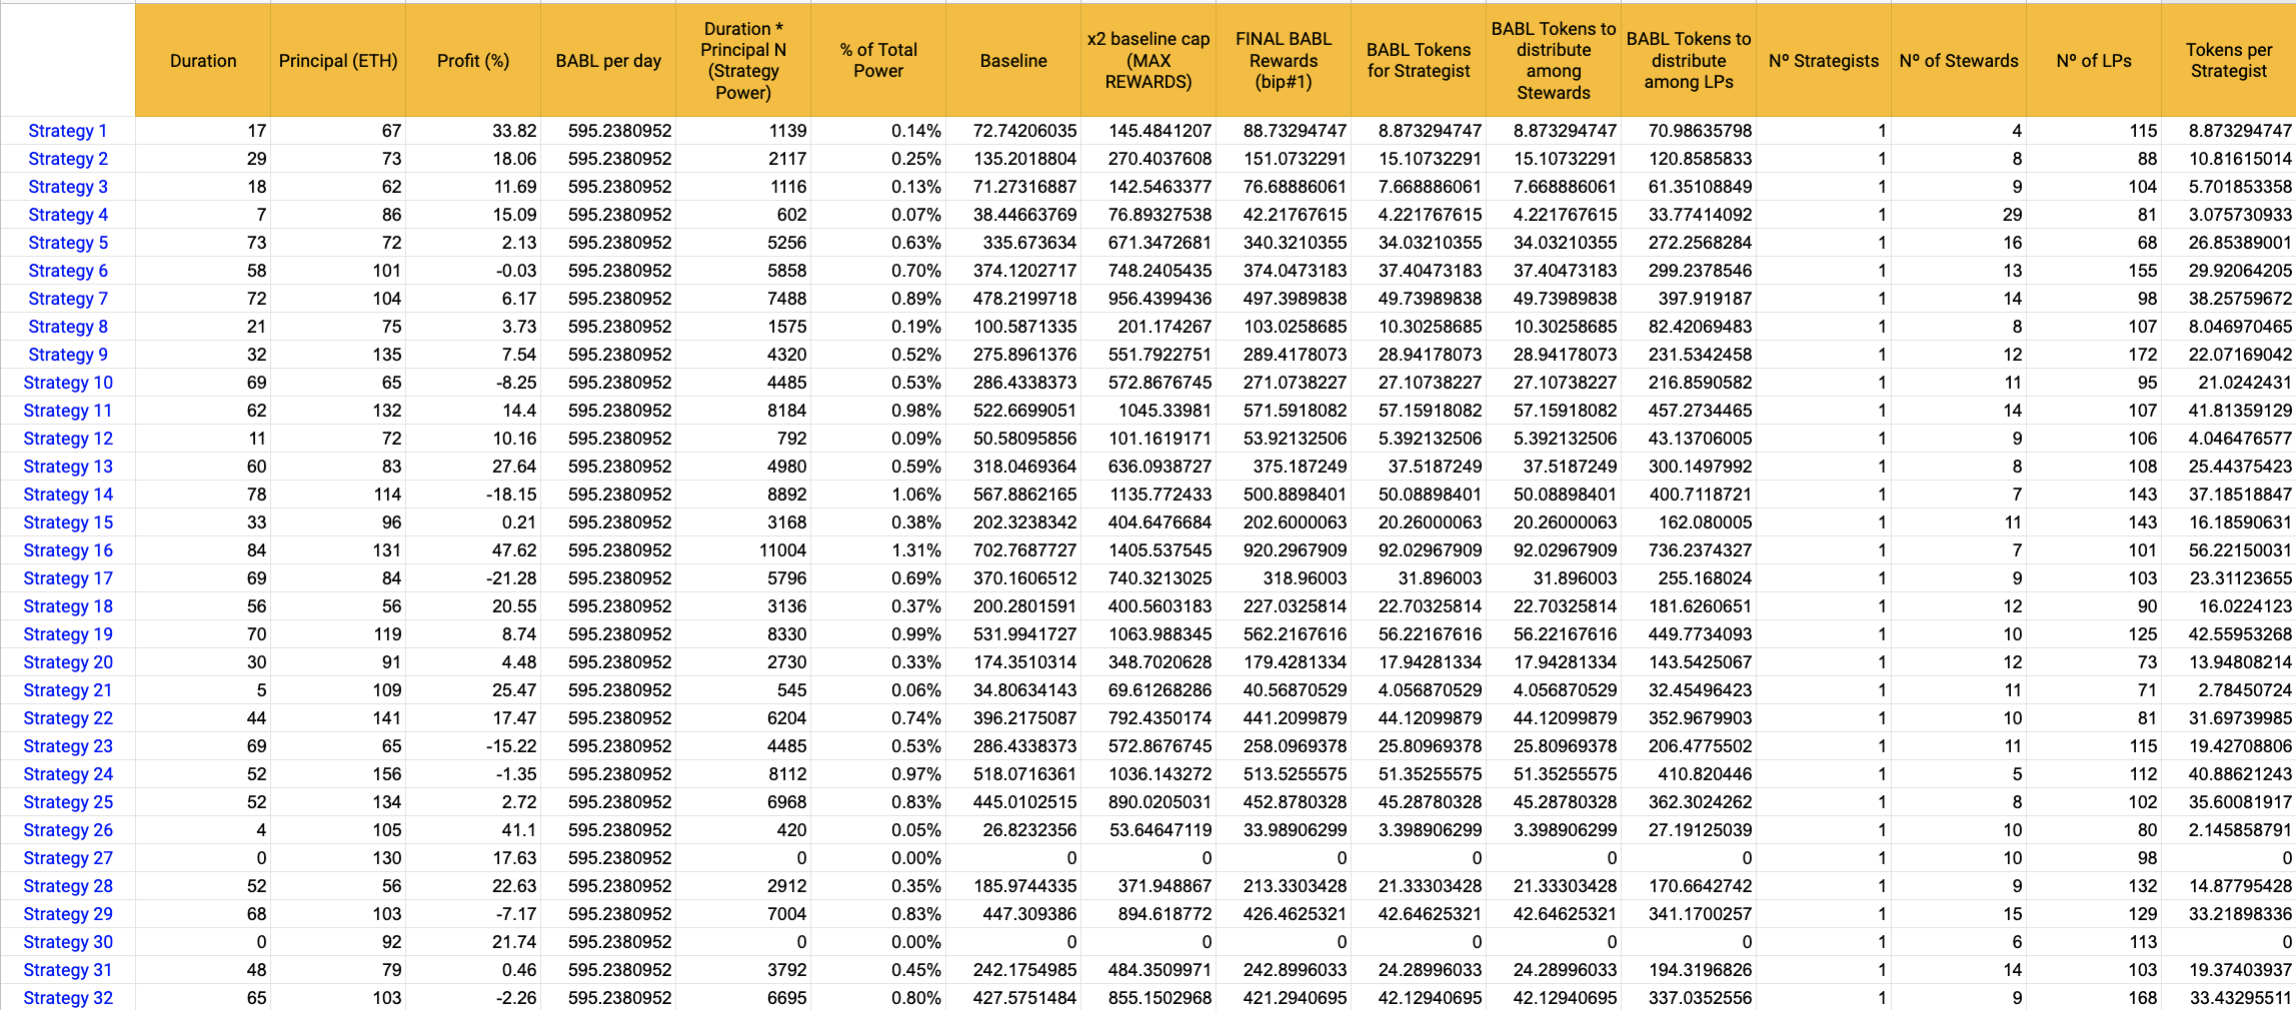 Duration Principal (ETH) Profit (%) BABL per day Duration * Principal N (Strategy Power) % of Total Power Baseline x2 baseline cap (MAX REWARDS) FINAL BABL Rewards (bip#1) BABL Tokens for Strategist BABL Tokens to distribute among Stewards BABL Tokens to distribute among LPs Nº Strategists Nº of Stewards Nº of LPs Tokens per Strategist
Strategy 1 17 67 33.82 595.2380952 1139 0.14% 72.74206035 145.4841207 88.73294747 8.873294747 8.873294747 70.98635798 1 4 115 8.873294747
Strategy 2 29 73 18.06 595.2380952 2117 0.25% 135.2018804 270.4037608 151.0732291 15.10732291 15.10732291 120.8585833 1 8 88 10.81615014
Strategy 3 18 62 11.69 595.2380952 1116 0.13% 71.27316887 142.5463377 76.68886061 7.668886061 7.668886061 61.35108849 1 9 104 5.701853358
Strategy 4 7 86 15.09 595.2380952 602 0.07% 38.44663769 76.89327538 42.21767615 4.221767615 4.221767615 33.77414092 1 29 81 3.075730933
Strategy 5 73 72 2.13 595.2380952 5256 0.63% 335.673634 671.3472681 340.3210355 34.03210355 34.03210355 272.2568284 1 16 68 26.85389001
Strategy 6 58 101 -0.03 595.2380952 5858 0.70% 374.1202717 748.2405435 374.0473183 37.40473183 37.40473183 299.2378546 1 13 155 29.92064205
Strategy 7 72 104 6.17 595.2380952 7488 0.89% 478.2199718 956.4399436 497.3989838 49.73989838 49.73989838 397.919187 1 14 98 38.25759672
Strategy 8 21 75 3.73 595.2380952 1575 0.19% 100.5871335 201.174267 103.0258685 10.30258685 10.30258685 82.42069483 1 8 107 8.046970465
Strategy 9 32 135 7.54 595.2380952 4320 0.52% 275.8961376 551.7922751 289.4178073 28.94178073 28.94178073 231.5342458 1 12 172 22.07169042
Strategy 10 69 65 -8.25 595.2380952 4485 0.53% 286.4338373 572.8676745 271.0738227 27.10738227 27.10738227 216.8590582 1 11 95 21.0242431
Strategy 11 62 132 14.4 595.2380952 8184 0.98% 522.6699051 1045.33981 571.5918082 57.15918082 57.15918082 457.2734465 1 14 107 41.81359129
Strategy 12 11 72 10.16 595.2380952 792 0.09% 50.58095856 101.1619171 53.92132506 5.392132506 5.392132506 43.13706005 1 9 106 4.046476577
Strategy 13 60 83 27.64 595.2380952 4980 0.59% 318.0469364 636.0938727 375.187249 37.5187249 37.5187249 300.1497992 1 8 108 25.44375423
Strategy 14 78 114 -18.15 595.2380952 8892 1.06% 567.8862165 1135.772433 500.8898401 50.08898401 50.08898401 400.7118721 1 7 143 37.18518847
Strategy 15 33 96 0.21 595.2380952 3168 0.38% 202.3238342 404.6476684 202.6000063 20.26000063 20.26000063 162.080005 1 11 143 16.18590631
Strategy 16 84 131 47.62 595.2380952 11004 1.31% 702.7687727 1405.537545 920.2967909 92.02967909 92.02967909 736.2374327 1 7 101 56.22150031
Strategy 17 69 84 -21.28 595.2380952 5796 0.69% 370.1606512 740.3213025 318.96003 31.896003 31.896003 255.168024 1 9 103 23.31123655
Strategy 18 56 56 20.55 595.2380952 3136 0.37% 200.2801591 400.5603183 227.0325814 22.70325814 22.70325814 181.6260651 1 12 90 16.0224123
Strategy 19 70 119 8.74 595.2380952 8330 0.99% 531.9941727 1063.988345 562.2167616 56.22167616 56.22167616 449.7734093 1 10 125 42.55953268
Strategy 20 30 91 4.48 595.2380952 2730 0.33% 174.3510314 348.7020628 179.4281334 17.94281334 17.94281334 143.5425067 1 12 73 13.94808214
Strategy 21 5 109 25.47 595.2380952 545 0.06% 34.80634143 69.61268286 40.56870529 4.056870529 4.056870529 32.45496423 1 11 71 2.78450724
Strategy 22 44 141 17.47 595.2380952 6204 0.74% 396.2175087 792.4350174 441.2099879 44.12099879 44.12099879 352.9679903 1 10 81 31.69739985
Strategy 23 69 65 -15.22 595.2380952 4485 0.53% 286.4338373 572.8676745 258.0969378 25.80969378 25.80969378 206.4775502 1 11 115 19.42708806
Strategy 24 52 156 -1.35 595.2380952 8112 0.97% 518.0716361 1036.143272 513.5255575 51.35255575 51.35255575 410.820446 1 5 112 40.88621243
Strategy 25 52 134 2.72 595.2380952 6968 0.83% 445.0102515 890.0205031 452.8780328 45.28780328 45.28780328 362.3024262 1 8 102 35.60081917
Strategy 26 4 105 41.1 595.2380952 420 0.05% 26.8232356 53.64647119 33.98906299 3.398906299 3.398906299 27.19125039 1 10 80 2.145858791
Strategy 27 0 130 17.63 595.2380952 0 0.00% 0 0 0 0 0 0 1 10 98 0
Strategy 28 52 56 22.63 595.2380952 2912 0.35% 185.9744335 371.948867 213.3303428 21.33303428 21.33303428 170.6642742 1 9 132 14.87795428
Strategy 29 68 103 -7.17 595.2380952 7004 0.83% 447.309386 894.618772 426.4625321 42.64625321 42.64625321 341.1700257 1 15 129 33.21898336
Strategy 30 0 92 21.74 595.2380952 0 0.00% 0 0 0 0 0 0 1 6 113 0
Strategy 31 48 79 0.46 595.2380952 3792 0.45% 242.1754985 484.3509971 242.8996033 24.28996033 24.28996033 194.3196826 1 14 103 19.37403937
Strategy 32 65 103 -2.26 595.2380952 6695 0.80% 427.5751484 855.1502968 421.2940695 42.12940695 42.12940695 337.0352556 1 9 168 33.43295511